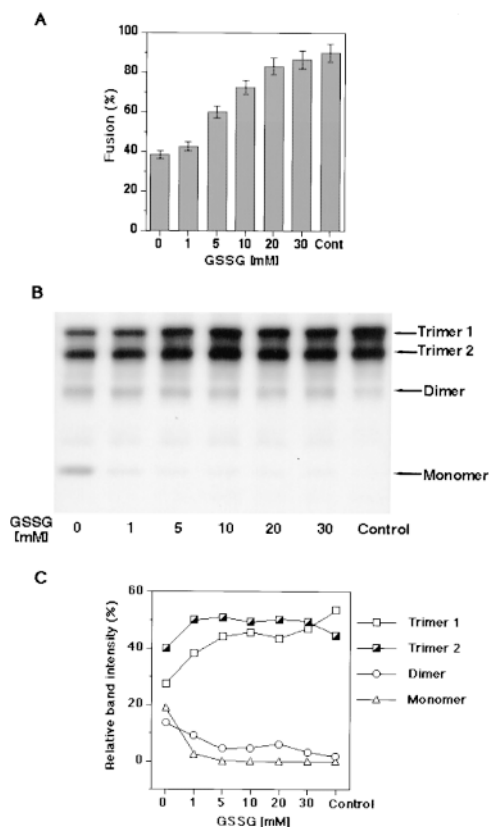 A
100
80
60
40
20
0
Fusion (%)
0 1 5 10 20 30 Cont
GSSG [mM]
B
Trimer 1
Trimer 2
Dimer
Monomer
GSSG [mM] 0 1 5 10 20 30 Control
C
60
40
20
0
Relative band intensity (%)
0 1 5 10 20 30 Control
GSSG [mM]
Trimer 1
Trimer 2
Dimer
Monomer